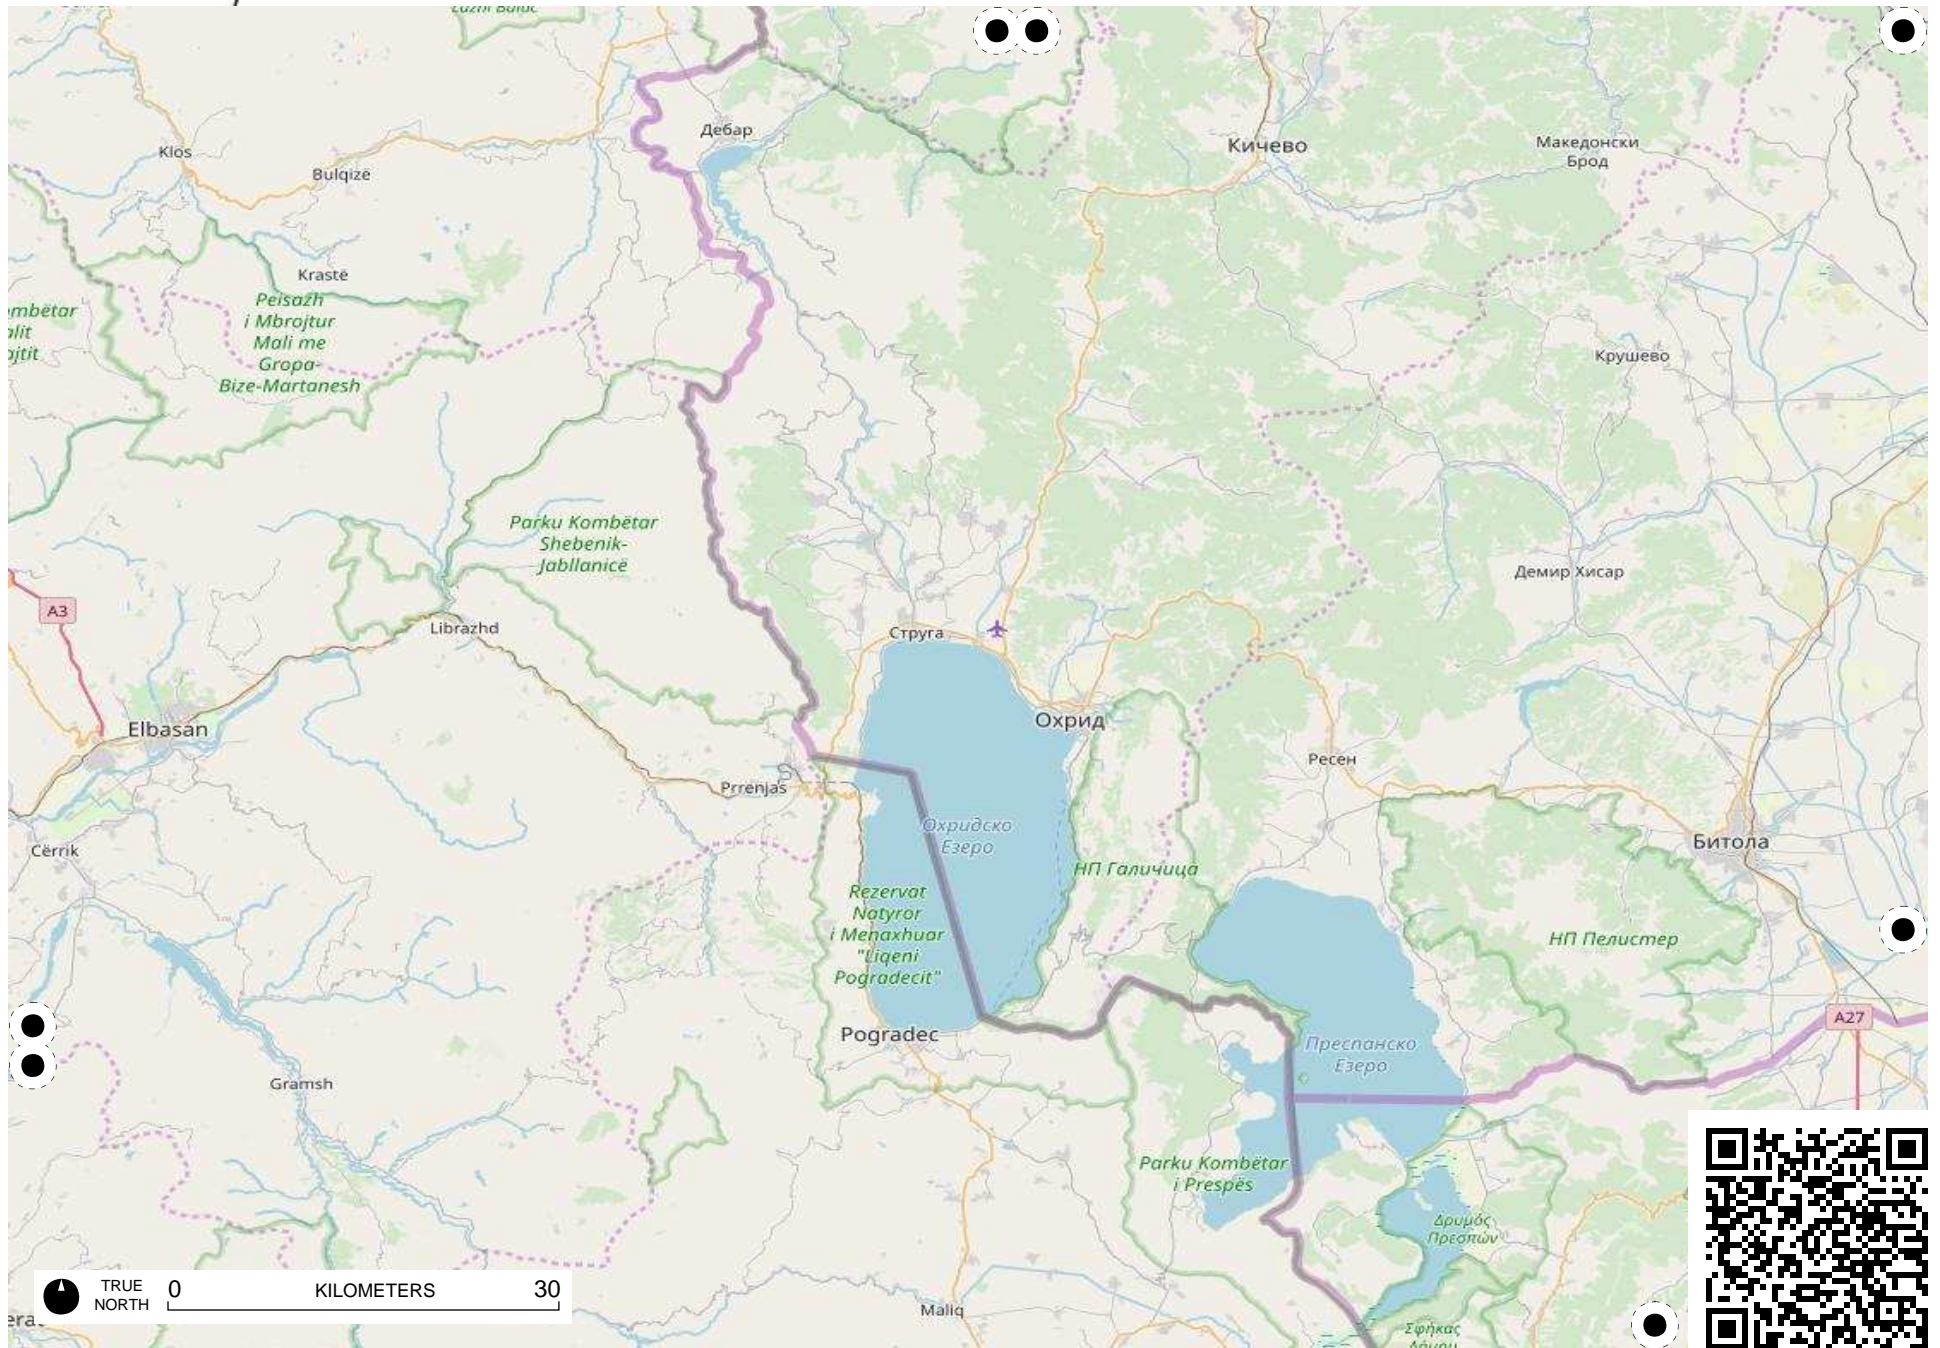 Дебар
Кичево
Македонски
Брод
Klos
Bulqizë
Krastë
Peisazh
i Mbrojtur
Mali me
Gropa-
Bize-Martanesh
Крушево
Parku Kombëtar
Shebenik-
Jabllanicë
Демир Хисар
A3
Librazhd
Струга
Elbasan
Охрид
Ресен
Prrenjas
Охридско
Езеро
Битола
Cërrik
НП Галичица
Rezervat
Natyror
i Menaxhuar
"Liqeni
Pogradecit"
НП Пелистер
Pogradec
A27
Преспанско
Езеро
Gramsh
Parku Kombëtar
i Prespës
Δρυμός
Πρεσπών
TRUE
NORTH
0 KILOMETERS 30
Maliq
Σφήκας